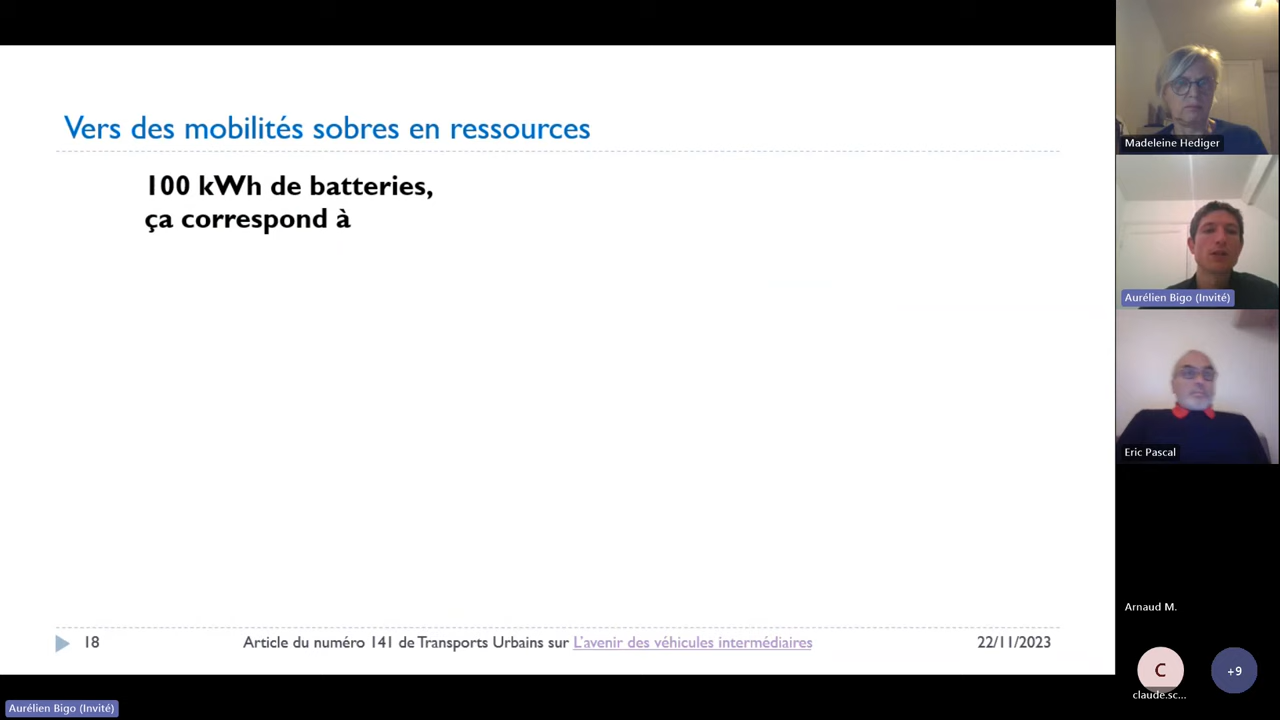 Vers des mobilités sobres en ressources
100 kWh de batteries,
ça correspond à
18
Article du numéro 141 de Transports Urbains sur L'avenir des véhicules intermédiaires
22/11/2023
Madeleine Hediger
Aurélien Bigo (Invité)
Eric Pascal
Arnaud M.
C
claude.sc...
+9
Aurélien Bigo (Invité)